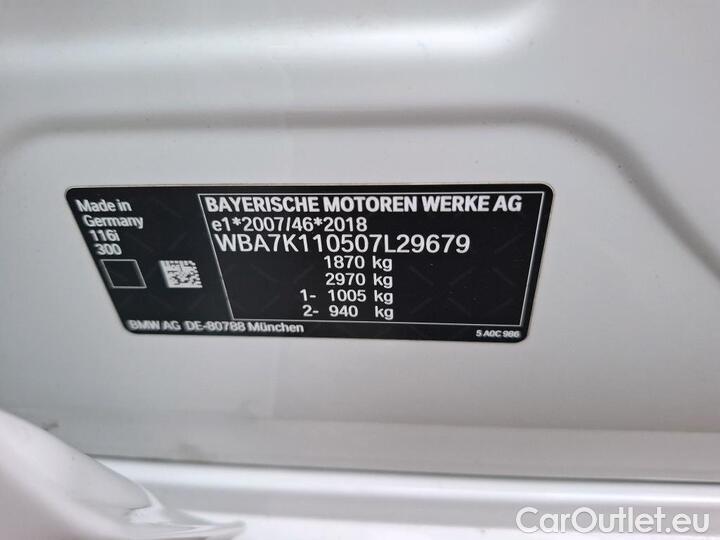 Made in
Germany
116i
300
BAYERISCHE MOTOREN WERKE AG
e1*2007/46*2018
WBA7K110507L29679
1870 kg
2970 kg
1- 1005 kg
2- 940 kg
BMW AG DE-80788 München
5 A0C 986
CarOutlet.eu